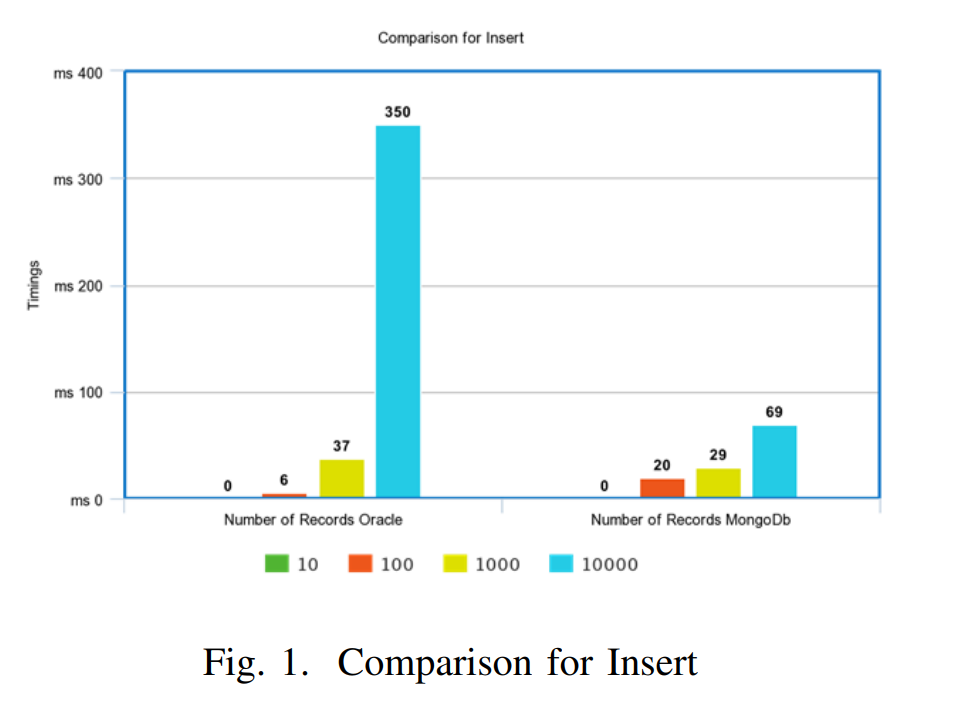 Comparison for Insert
ms 400
350
ms 300
Timings
ms 200
ms 100
69
37
29
20
0
6
0
ms 0
Number of Records Oracle
Number of Records MongoDb
10
100
1000
10000
Fig. 1. Comparison for Insert